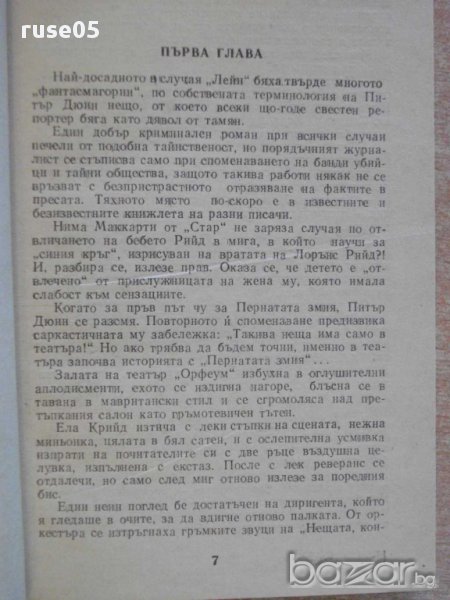 ruse05
ПЪРВА ГЛАВА
Най-досадното в случая „Лейн“ бяха твърде многото
„фантасмагории“, по собствената терминология на Пи-
тър Дюин нещо, от което всеки що-годе свестен ре-
портер бяга като дявол от тамян.
Един добър криминален роман при всички случаи
печели от подобна тайнственост, но порядъчният журна-
лист се стъписва само при споменаването на банди убий-
ци и тайни общества, защото такива работи някак не се
връзват с безпристрастното отразяване на фактите в
пресата. Тяхното място по-скоро е в известните и
безизвестните книжлета на разни писачи.
Нима Маккарти от „Стар“ не заряза случая по от-
вличането на бебето Рийд в мига, в който научи за
„синия кръг“, изрисуван на вратата на Лорънс Рийд?!
И, разбира се, излезе прав. Оказа се, че детето е „от-
влечено“ от прислужницата на жена му, която имала
слабост към сензациите.
Когато за пръв път чу за Пернатата змия, Питър
Дюин се разсмя. Повторното ѝ споменаване предизвика
саркастичната му забележка: „Такива неща има само в
театъра!“ Но ако трябва да бъдем точни, именно в те-
атъра започва историята с „Пернатата змия“...
Залата на театър „Орфеум“ избухна в оглушителни
аплодисменти, ехото се издигна нагоре, блъсна се в
тавана в мавритански стил и се сгромоляса над
претъпкания салон като гръмотевичен тътен.
Ела Крийд изтича с леки стъпки на сцената, нежна
миньонка, цялата в бял сатен, и с ослепителна усмивка
изпрати на почитателите си с две ръце въздушна це-
лувка, изпълнена с екстаз. После с лек реверанс се
отдалечи, но само след миг отново излезе за поредния
бис.
Един неин поглед бе достатъчен на диригента, който
я гледаше в очите, за да вдигне отново палката. От ор-
кестъра се изтръгнаха гръмките звуци на „Нещата, кои-
7
bazar.bg